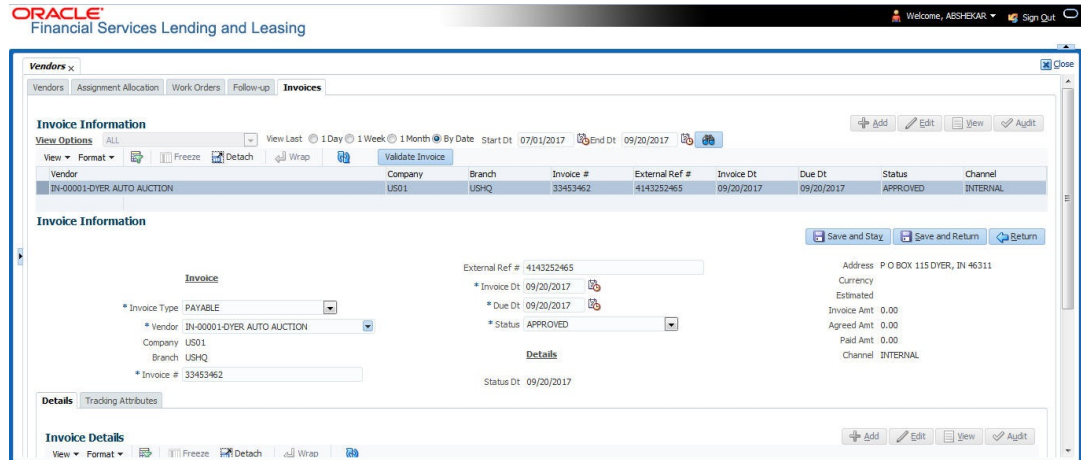 ORACLE®
Financial Services Lending and Leasing
Welcome, ABSHEKAR Sign Out
Vendors x
Close
Vendors Assignment Allocation Work Orders Follow-up Invoices
Invoice Information
Add Edit View Audit
View Options ALL View Last 1 Day 1 Week 1 Month By Date Start Dt 07/01/2017 End Dt 09/20/2017
View Format Freeze Detach Wrap Validate Invoice
Vendor Company Branch Invoice # External Ref # Invoice Dt Due Dt Status Channel
IN-00001-DYER AUTO AUCTION US01 USHQ 33453462 4143252465 09/20/2017 09/20/2017 APPROVED INTERNAL
Invoice Information
Save and Stay Save and Return Return
Invoice
* Invoice Type PAYABLE
* Vendor IN-00001-DYER AUTO AUCTION
Company US01
Branch USHQ
* Invoice # 33453462
External Ref # 4143252465
* Invoice Dt 09/20/2017
* Due Dt 09/20/2017
* Status APPROVED
Details
Status Dt 09/20/2017
Address P O BOX 115 DYER, IN 46311
Currency
Estimated
Invoice Amt 0.00
Agreed Amt 0.00
Paid Amt 0.00
Channel INTERNAL
Details Tracking Attributes
Invoice Details
Add Edit View Audit
View Format Freeze Detach Wrap